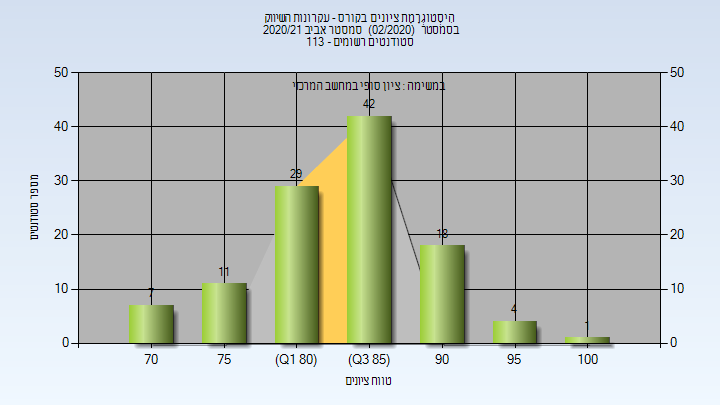 היסטוגרמת ציונים בקורס - עקרונות השיווק
בסמסטר (02/2020) סמסטר אביב 2020/21
סטודנטים רשומים - 113
במשימה : ציון סופי במחשב המרכזי
50 50
40 40
30 30
20 20
10 10
0 0
7 11 29 42 18 4 1
מספר סטודנטים
70 75 (Q1 80) (Q3 85) 90 95 100
טווח ציונים